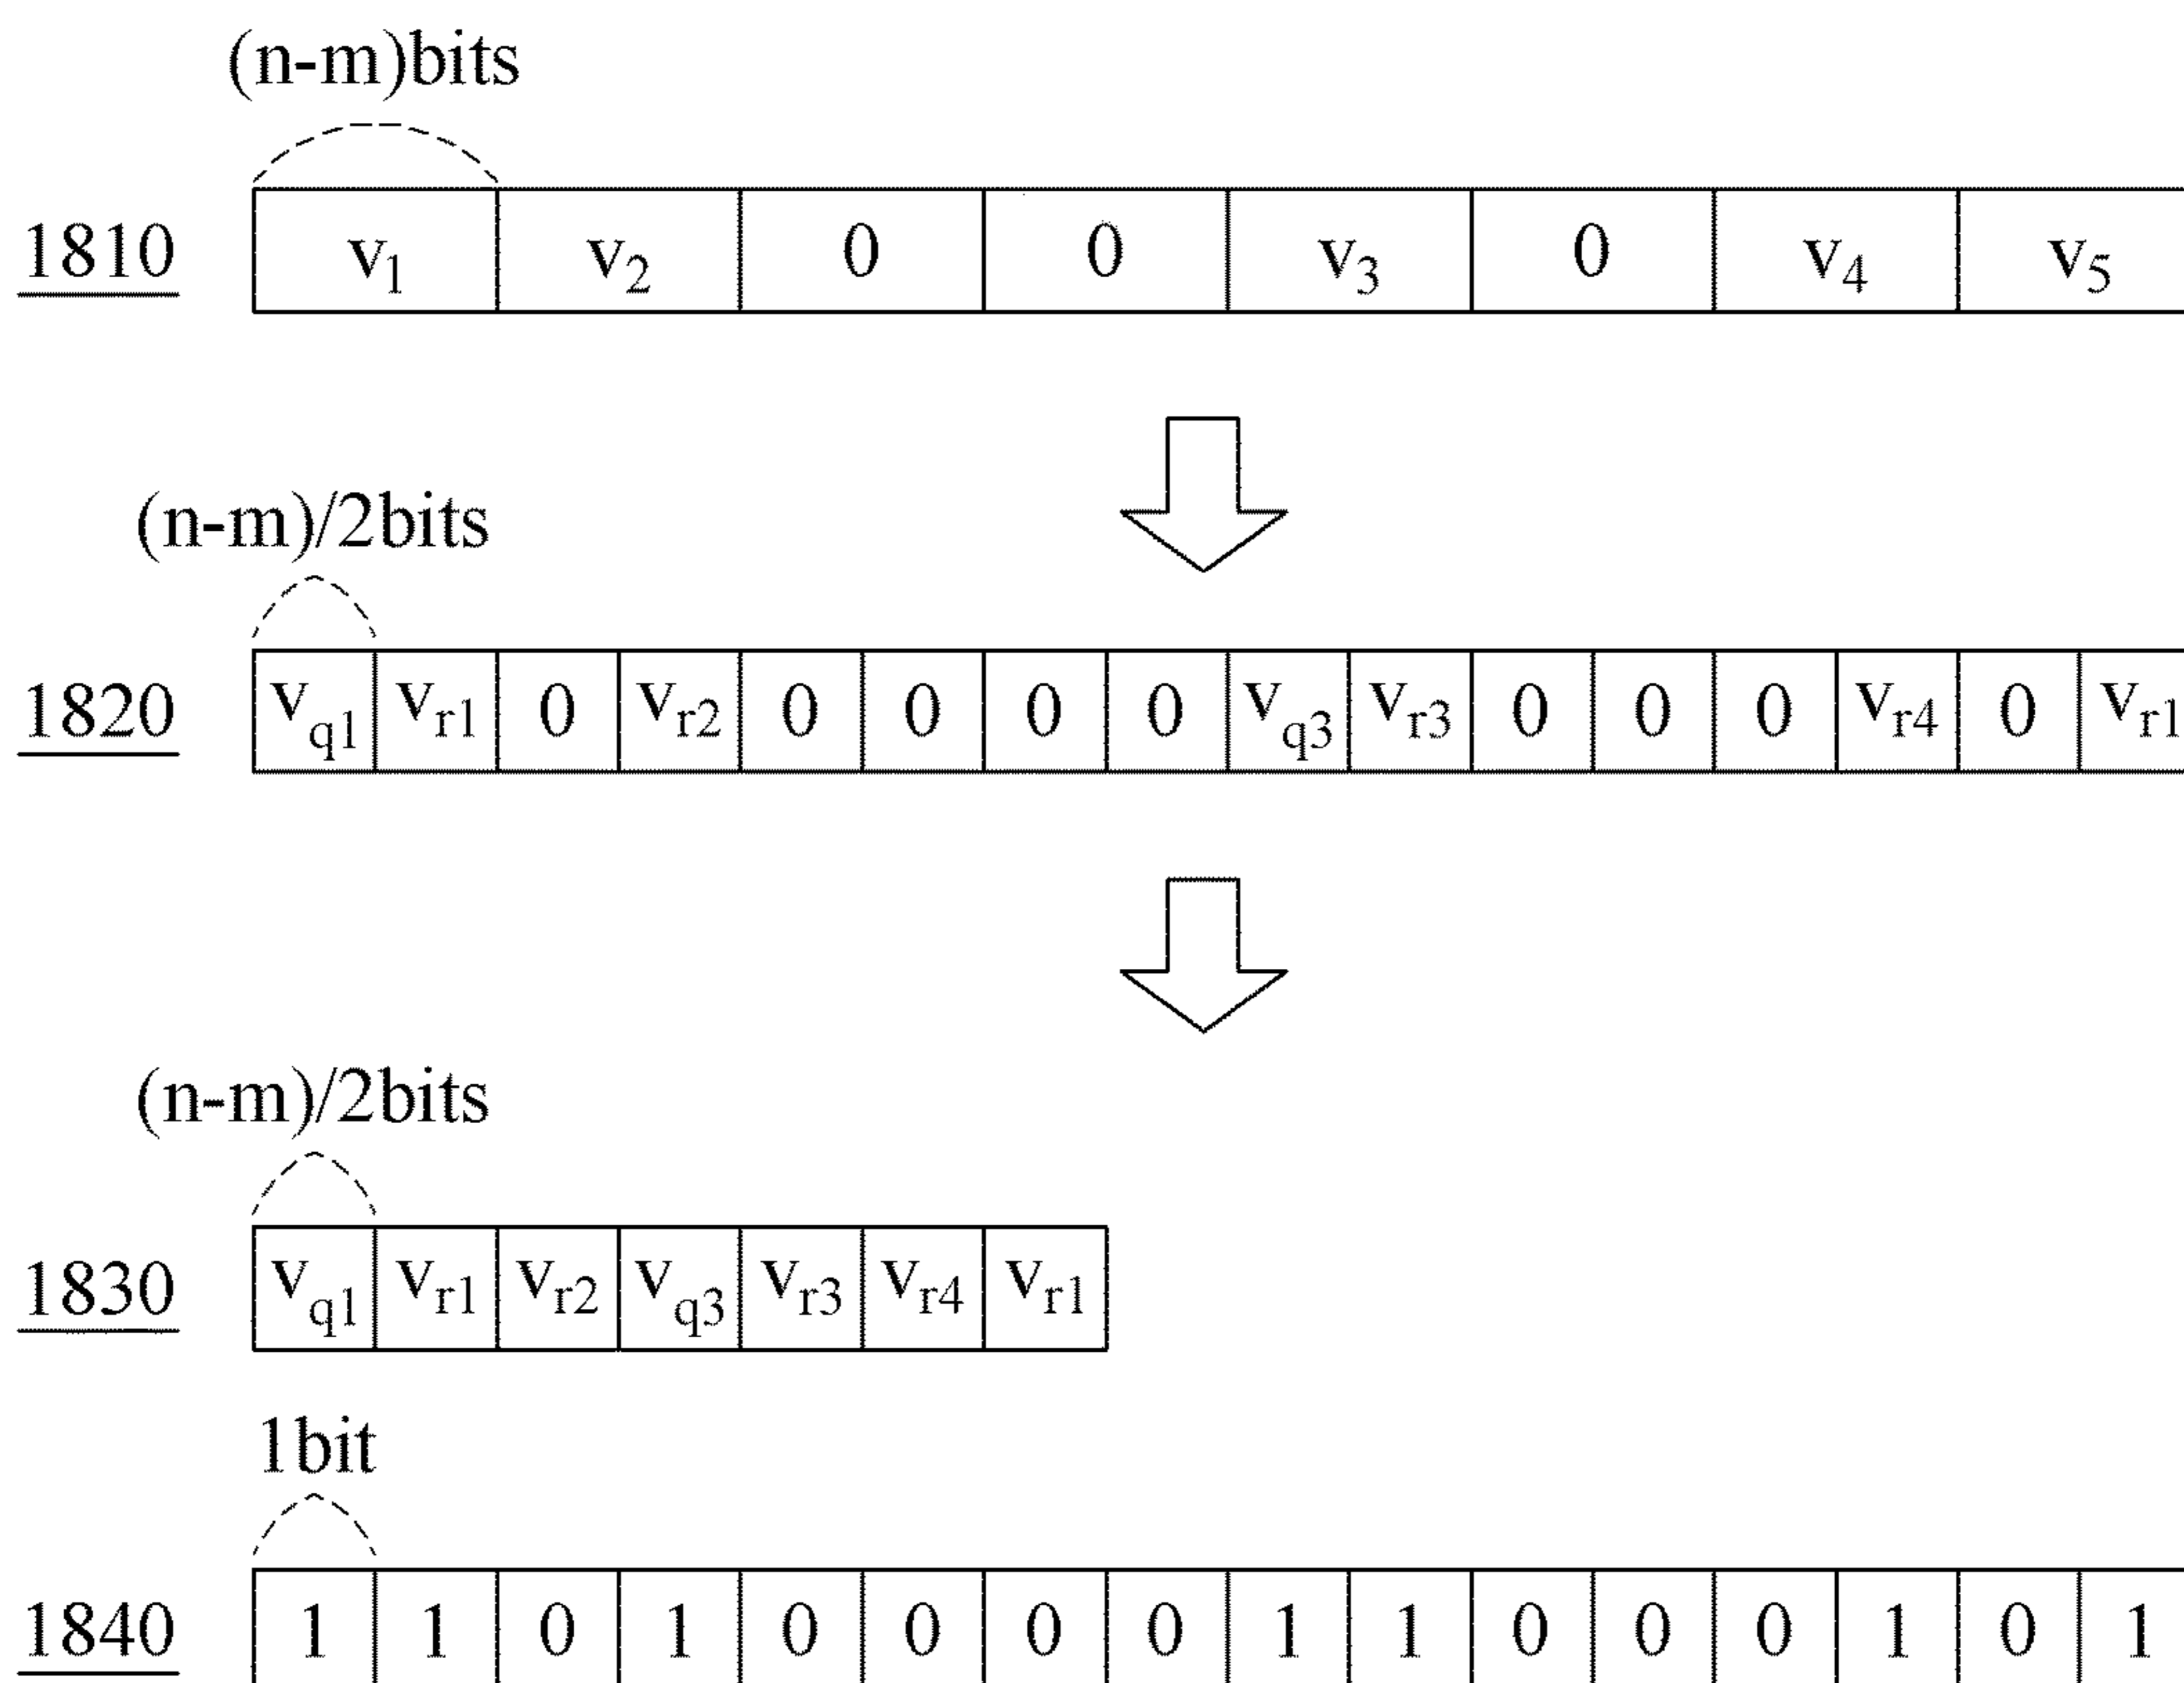 (n-m)bits
1810 v1 v2 0 0 v3 0 v4 v5
(n-m)/2bits
1820 vq1 vr1 0 vr2 0 0 0 0 vq3 vr3 0 0 0 vr4 0 vr1
(n-m)/2bits
1830 vq1 vr1 vr2 vq3 vr3 vr4 vr1
1bit
1840 1 1 0 1 0 0 0 0 1 1 0 0 0 1 0 1